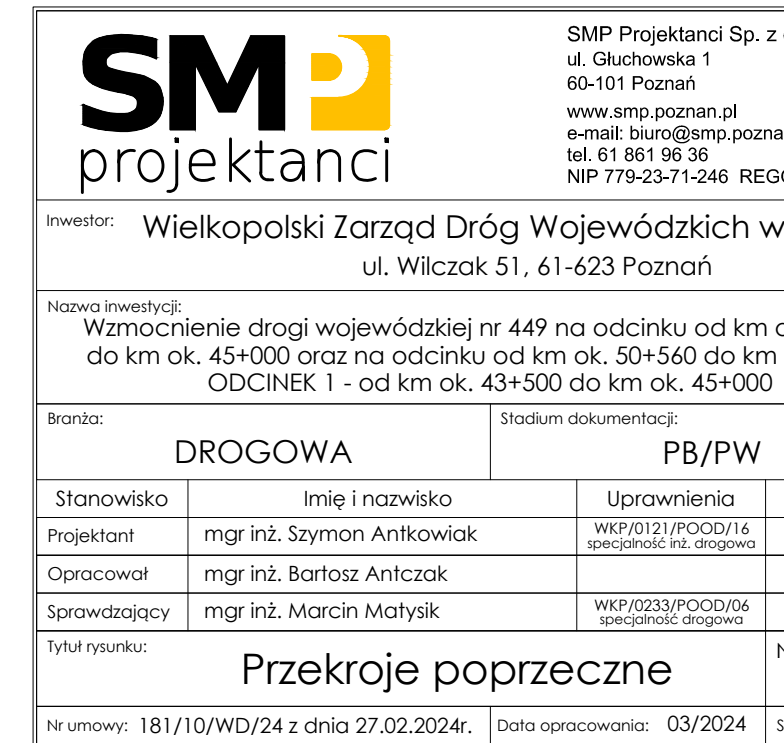 SMP
projektanci
SMP Projektanci Sp. z
ul. Głuchowska 1
60-101 Poznań
www.smp.poznan.pl
e-mail: biuro@smp.pozna
tel. 61 861 96 36
NIP 779-23-71-246 REG
Inwestor: Wielkopolski Zarząd Dróg Wojewódzkich w
ul. Wilczak 51, 61-623 Poznań
Nazwa inwestycji:
Wzmocnienie drogi wojewódzkiej nr 449 na odcinku od km
do km ok. 45+000 oraz na odcinku od km ok. 50+560 do km
ODCINEK 1 - od km ok. 43+500 do km ok. 45+000
Branża: Stadium dokumentacji:
DROGOWA PB/PW
Stanowisko Imię i nazwisko Uprawnienia
Projektant mgr inż. Szymon Antkowiak WKP/0121/POOD/16
specjalność inż. drogowa
Opracował mgr inż. Bartosz Antczak
Sprawdzający mgr inż. Marcin Matysik WKP/0233/POOD/06
specjalność drogowa
Tytuł rysunku:
Przekroje poprzeczne
Nr umowy: 181/10/WD/24 z dnia 27.02.2024r. Data opracowania: 03/2024